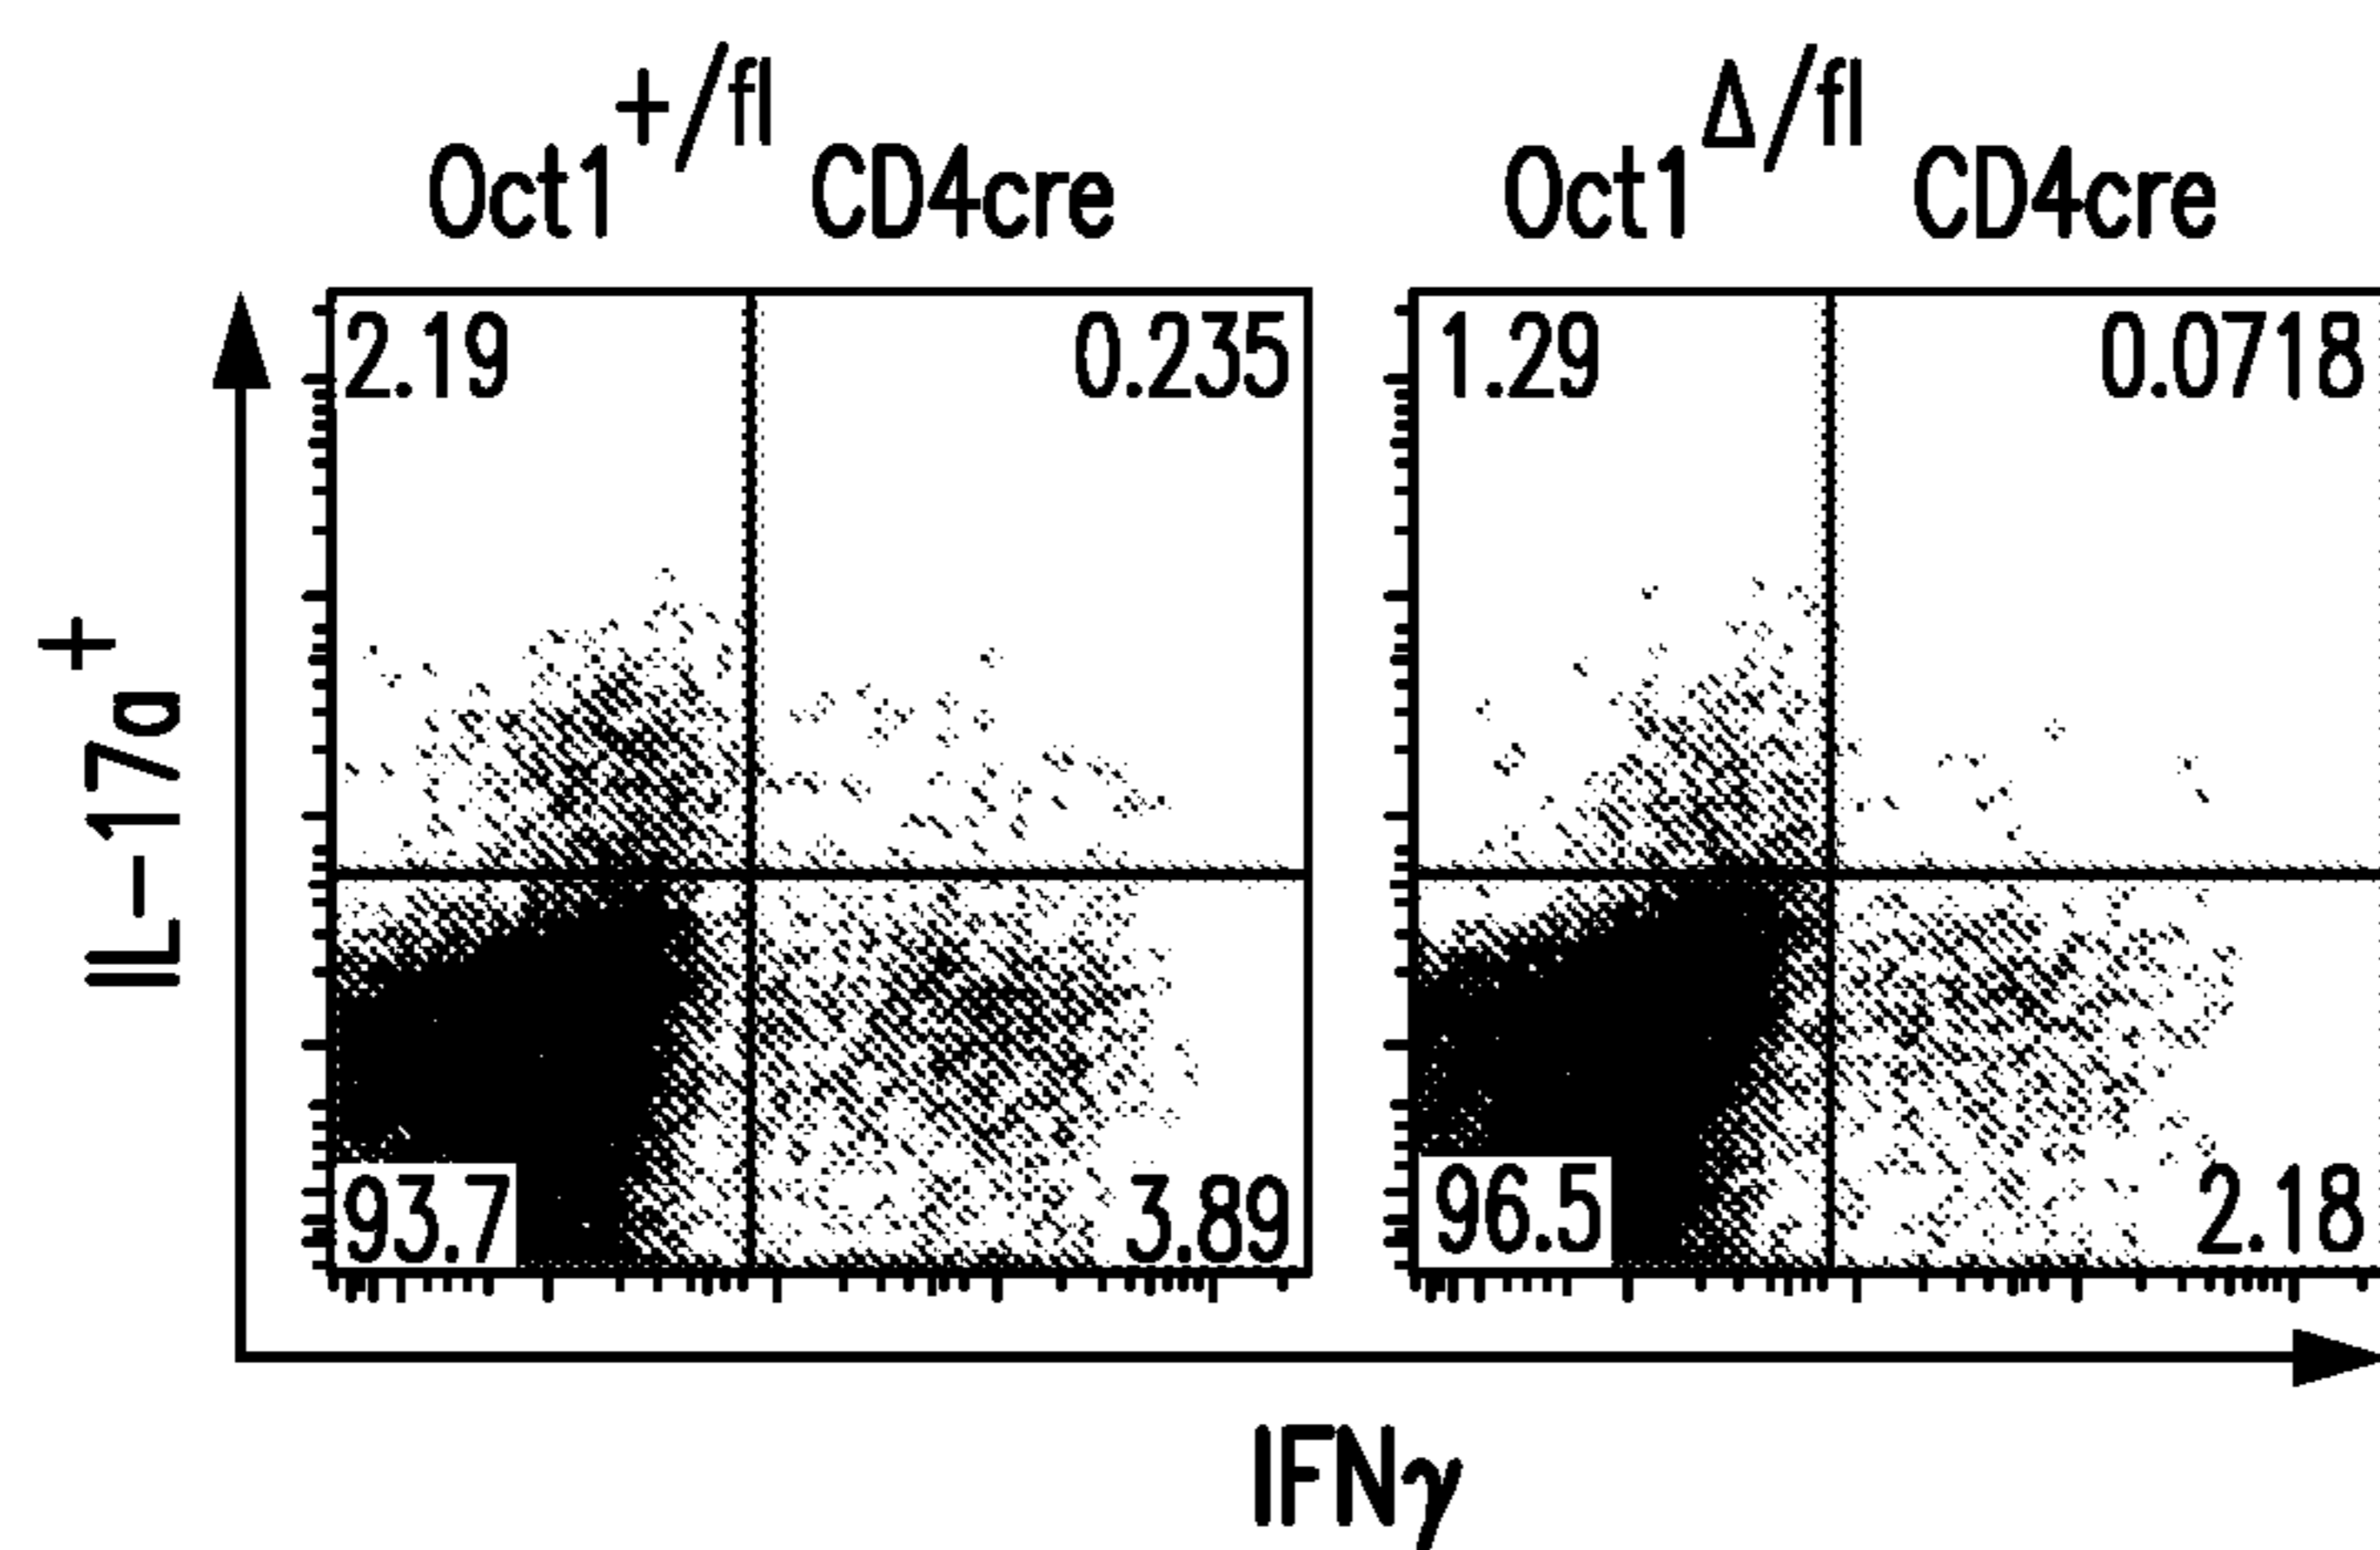 Oct1+/fl CD4cre
Oct1Δ/fl CD4cre
2.19
0.235
1.29
0.0718
IL-17a+
93.7
3.89
96.5
2.18
IFNγ